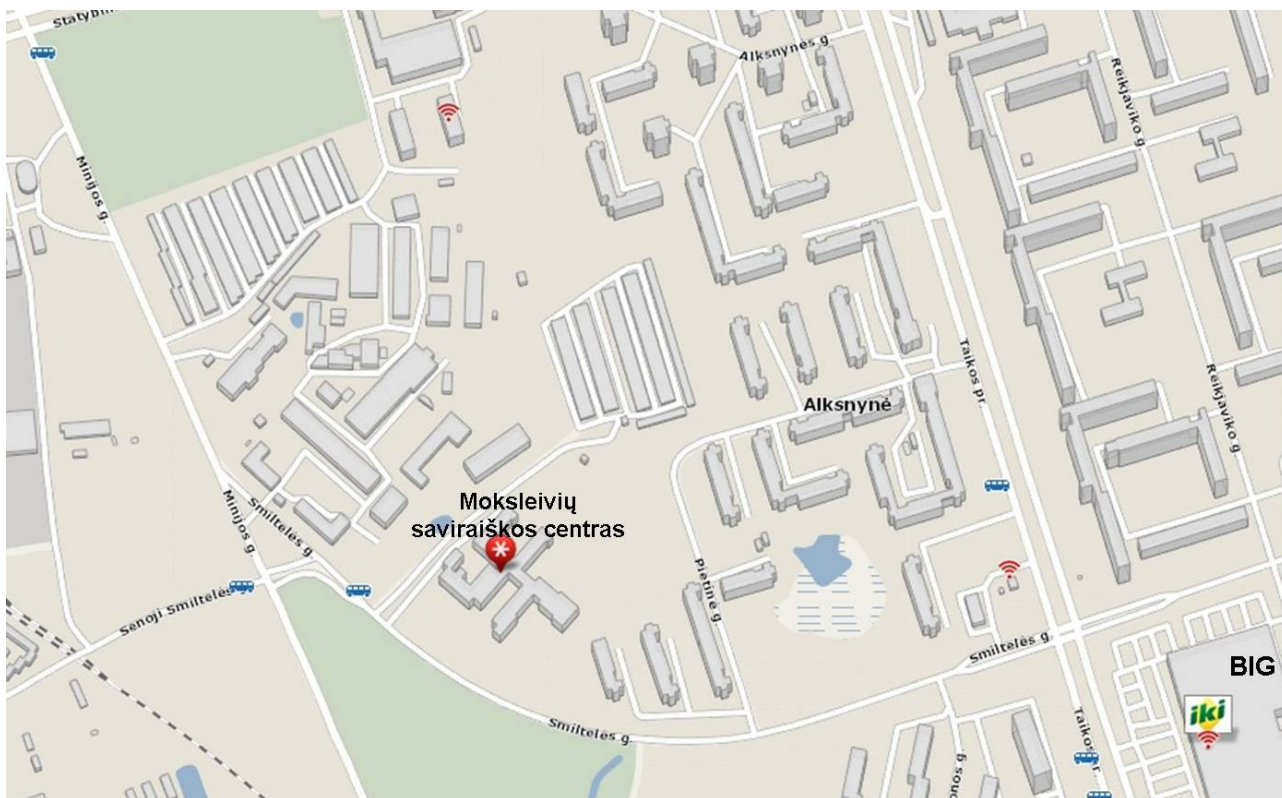 Alksnynės g.
Reikjaviko g.
Minijos g.
Taikos pr.
Reikjaviko g.
Alksnynė
Moksleivių
saviraiškos centras
Minijos g.
Smiltelės g.
Pietinė g.
Senoji Smiltelės
Smiltelės g.
BIG
iki
Smiltelės g.
Taikos pr.